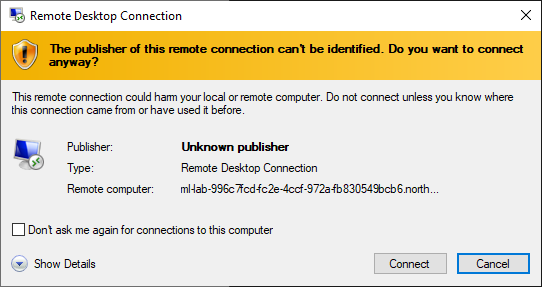 Remote Desktop Connection
The publisher of this remote connection can't be identified. Do you want to connect
anyway?
This remote connection could harm your local or remote computer. Do not connect unless you know where
this connection came from or have used it before.
Publisher: Unknown publisher
Type: Remote Desktop Connection
Remote computer: ml-lab-996c7fcd-fc2e-4ccf-972a-fb830549bcb6.north...
Don't ask me again for connections to this computer
Show Details Connect Cancel